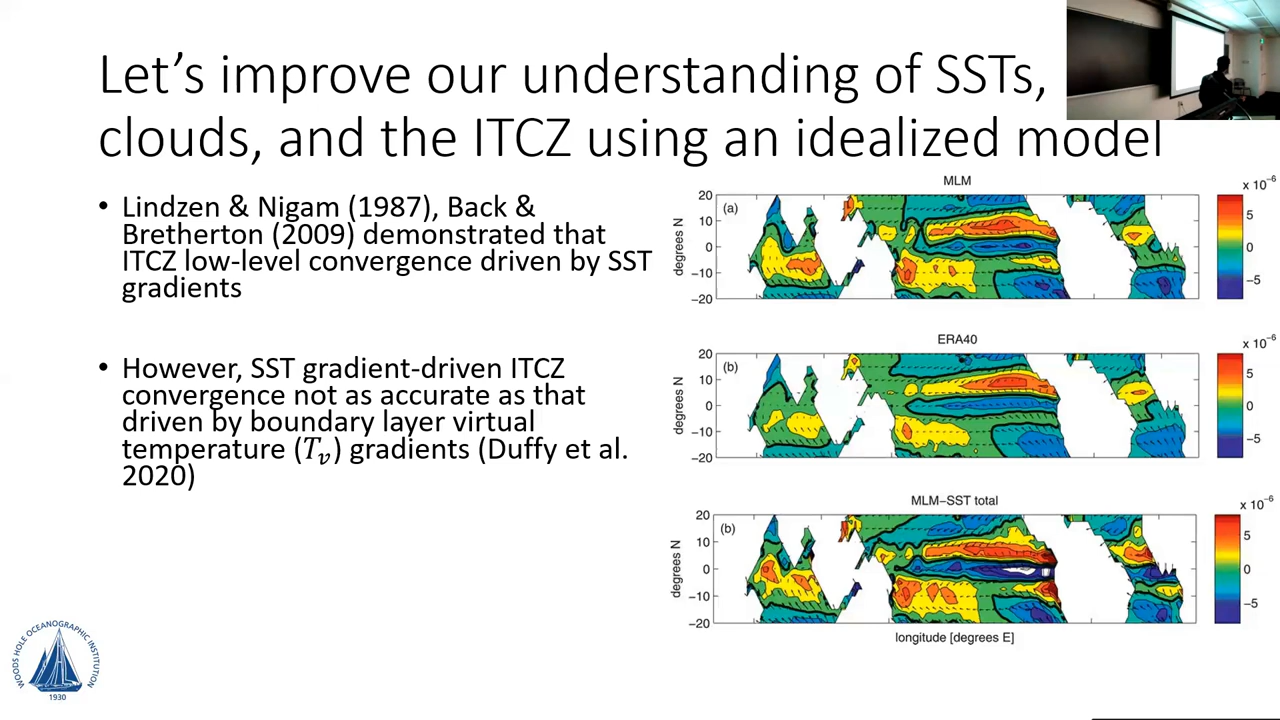 Let’s improve our understanding of SSTs,
clouds, and the ITCZ using an idealized model
• Lindzen & Nigam (1987), Back &
Bretherton (2009) demonstrated that
ITCZ low-level convergence driven by SST
gradients
• However, SST gradient-driven ITCZ
convergence not as accurate as that
driven by boundary layer virtual
temperature (𝑇𝑣) gradients (Duffy et al.
2020)
MLM
x 10⁻⁶
(a)
degrees N
20
10
0
−10
−20
5
0
−5
ERA40
x 10⁻⁶
(b)
degrees N
20
10
0
−10
−20
5
0
−5
MLM−SST total
x 10⁻⁶
(b)
degrees N
20
10
0
−10
−20
5
0
−5
longitude [degrees E]
WOODS HOLE OCEANOGRAPHIC INSTITUTION
1930